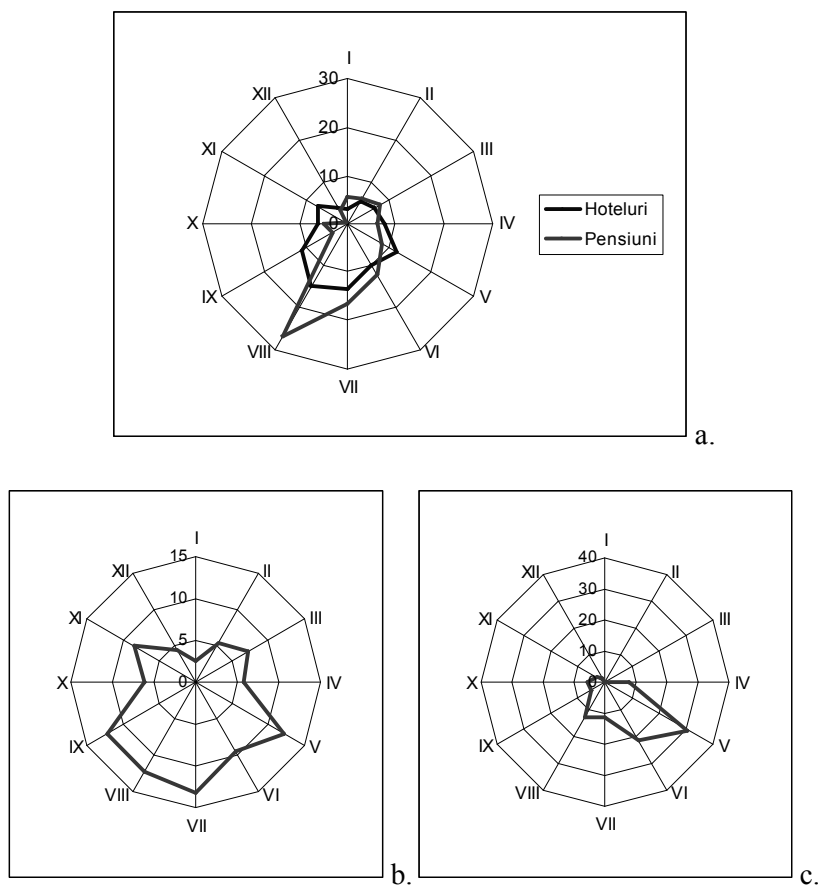 I
30
XII
II
20
XI
III
10
Hoteluri
X
0
IV
Pensiuni
IX
V
VIII
VI
VII
a.
I
15
XII
II
10
XI
III
5
X
0
IV
IX
V
VIII
VI
VII
b.
I
40
XII
II
30
XI
20
III
10
X
0
IV
IX
V
VIII
VI
VII
c.